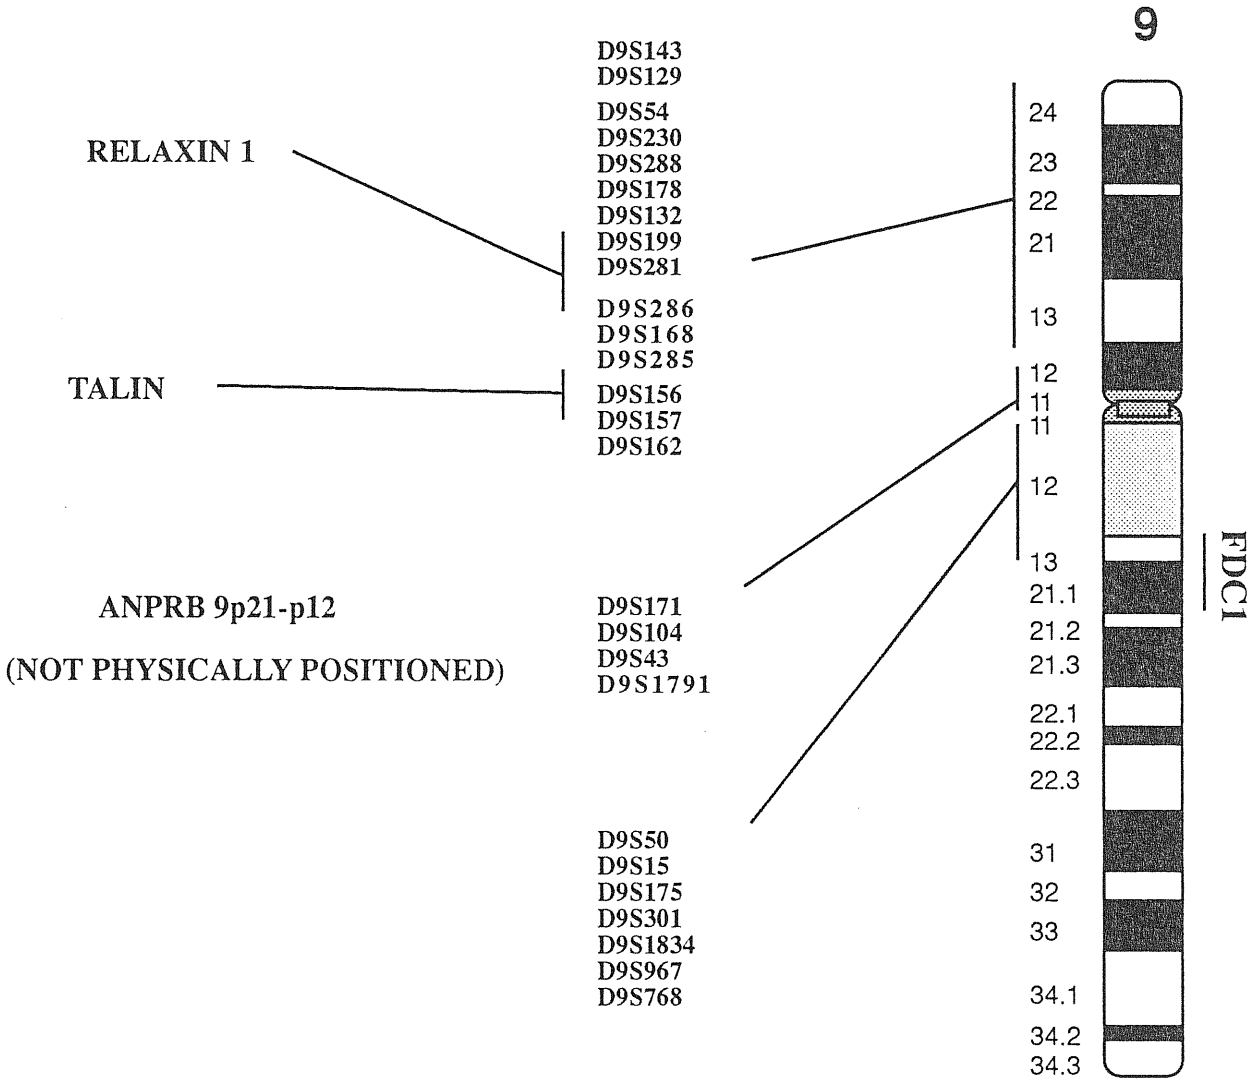 9
D9S143
D9S129
D9S54
D9S230
D9S288
D9S178
D9S132
D9S199
D9S281
D9S286
D9S168
D9S285
D9S156
D9S157
D9S162
RELAXIN 1
TALIN
ANPRB 9p21-p12
(NOT PHYSICALLY POSITIONED)
D9S171
D9S104
D9S43
D9S1791
D9S50
D9S15
D9S175
D9S301
D9S1834
D9S967
D9S768
24
23
22
21
13
12
11
11
12
13
21.1
21.2
21.3
22.1
22.2
22.3
31
32
33
34.1
34.2
34.3
FDC1